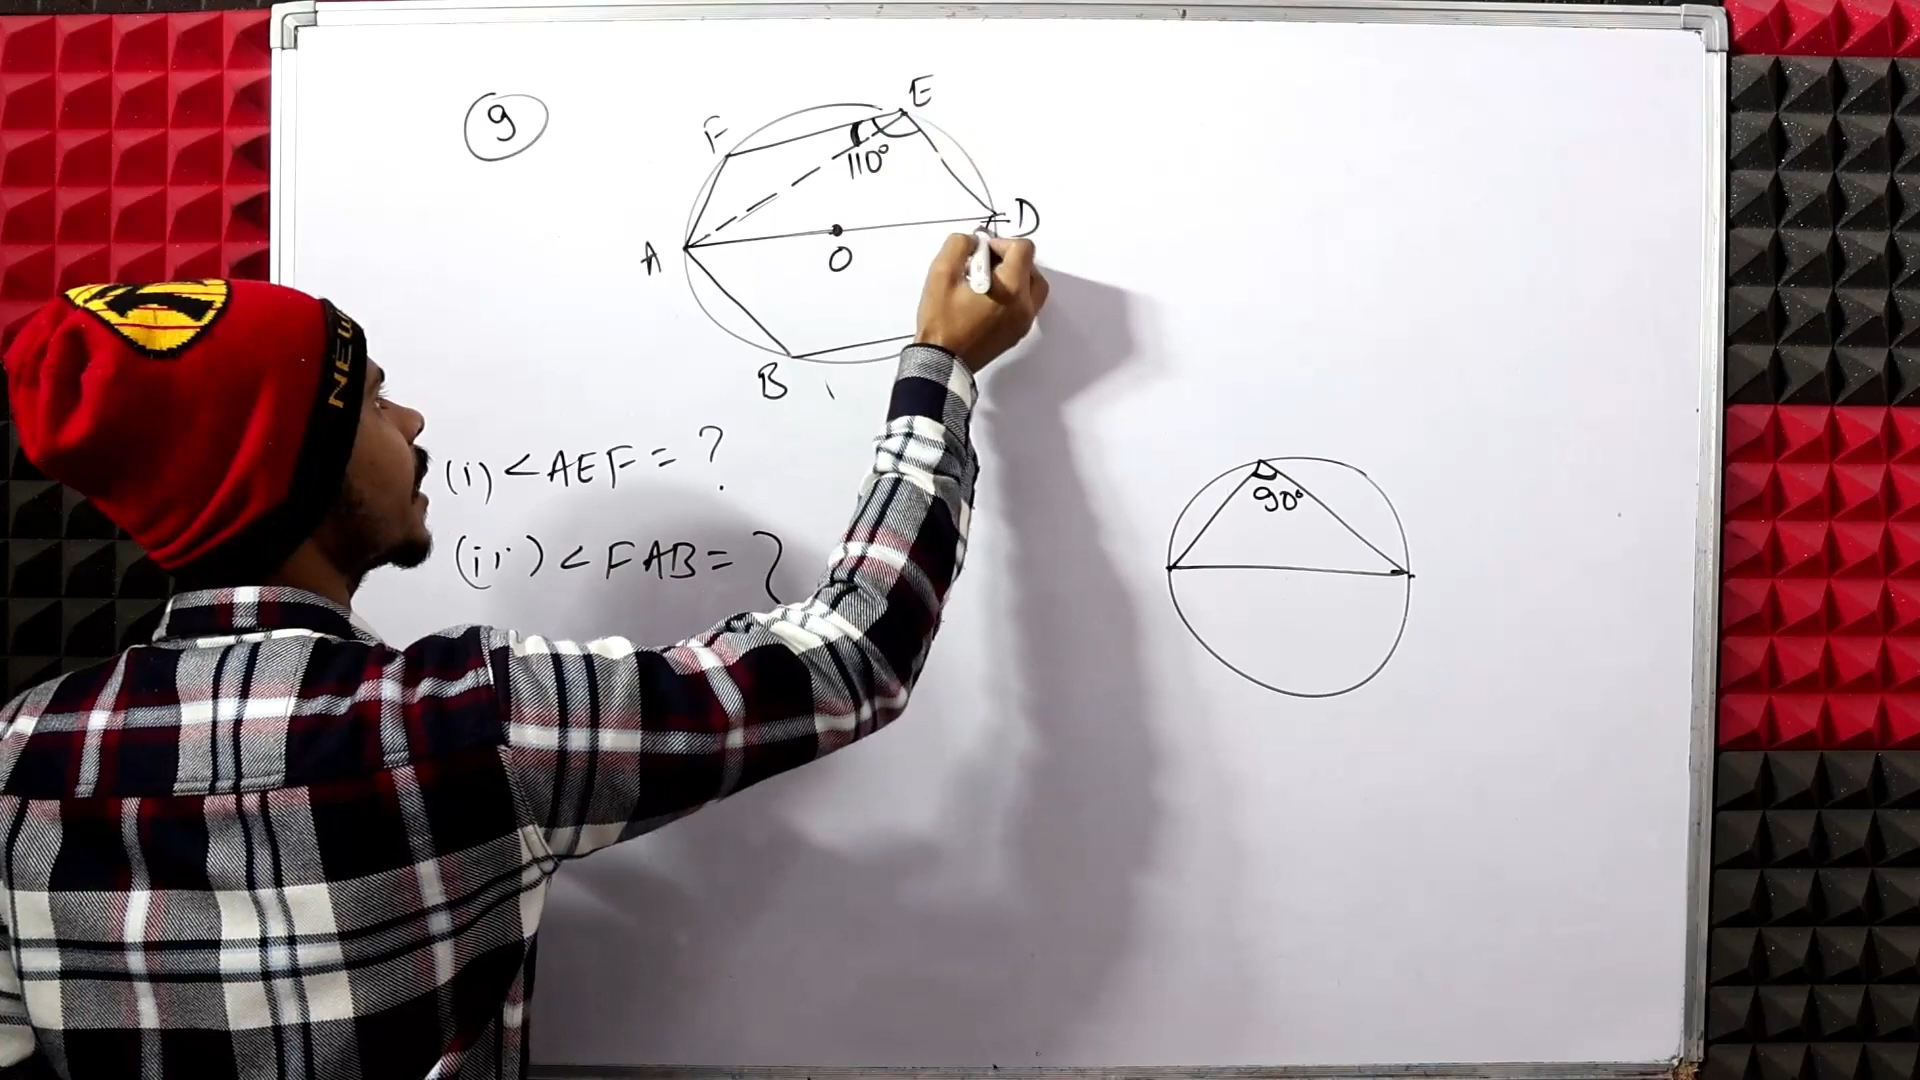 9
E
F
110°
D
A
O
B
(i) < AEF = ?
(ii) < FAB = ?
90°
NEW